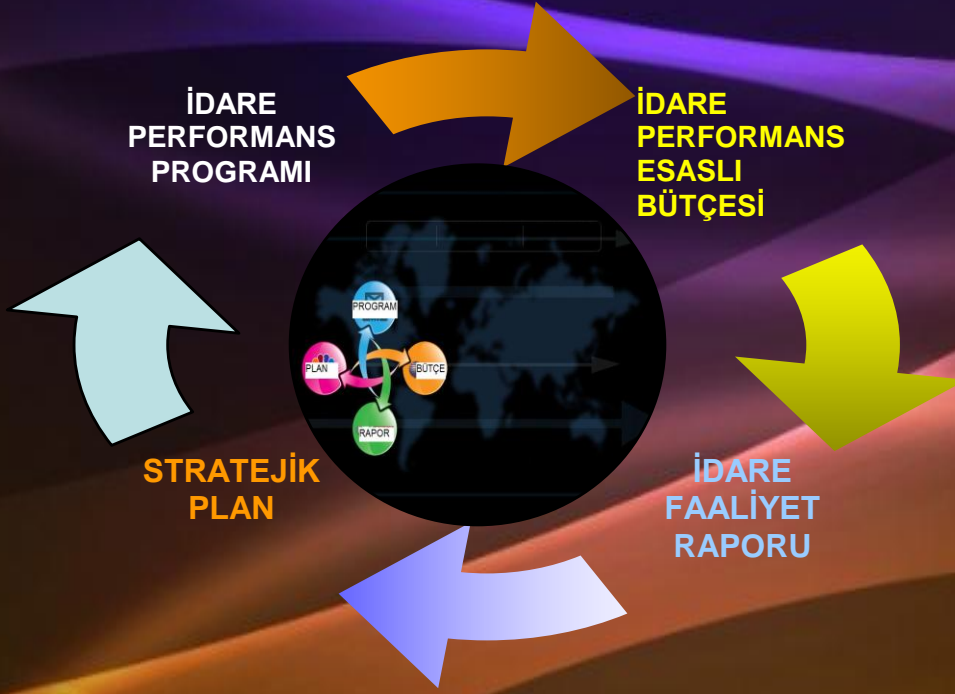 İDARE
PERFORMANS
PROGRAMI
İDARE
PERFORMANS
ESASLI
BÜTÇESİ
PROGRAM
PLAN
BÜTÇE
RAPOR
STRATEJİK
PLAN
İDARE
FAALİYET
RAPORU